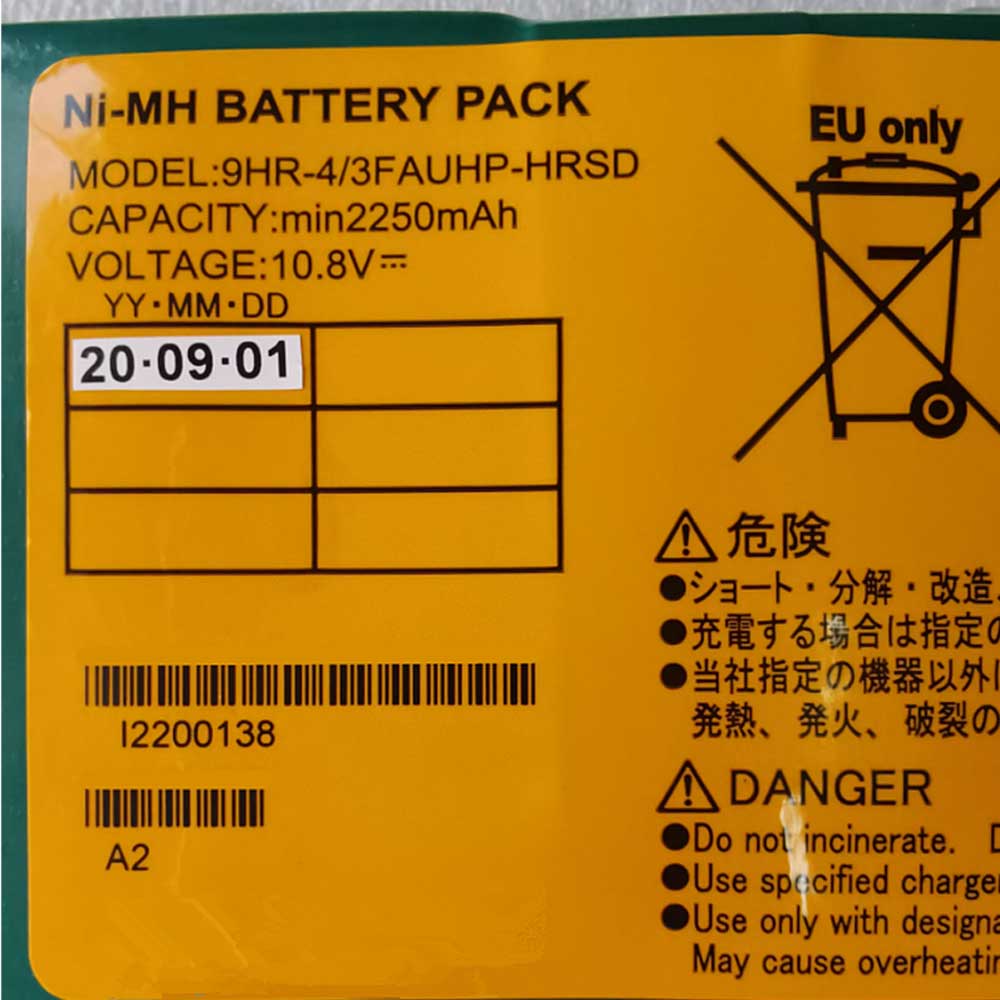 Ni-MH BATTERY PACK
MODEL:9HR-4/3FAUHP-HRSD
CAPACITY:min2250mAh
VOLTAGE:10.8V⎓
YY・MM・DD
20・09・01
I2200138
A2
EU only
危険
●ショート・分解・改造
●充電する場合は指定の
●当社指定の機器以外
発熱、発火、破裂の
DANGER
●Do not incinerate.
●Use specified charger
●Use only with designa
May cause overheatin